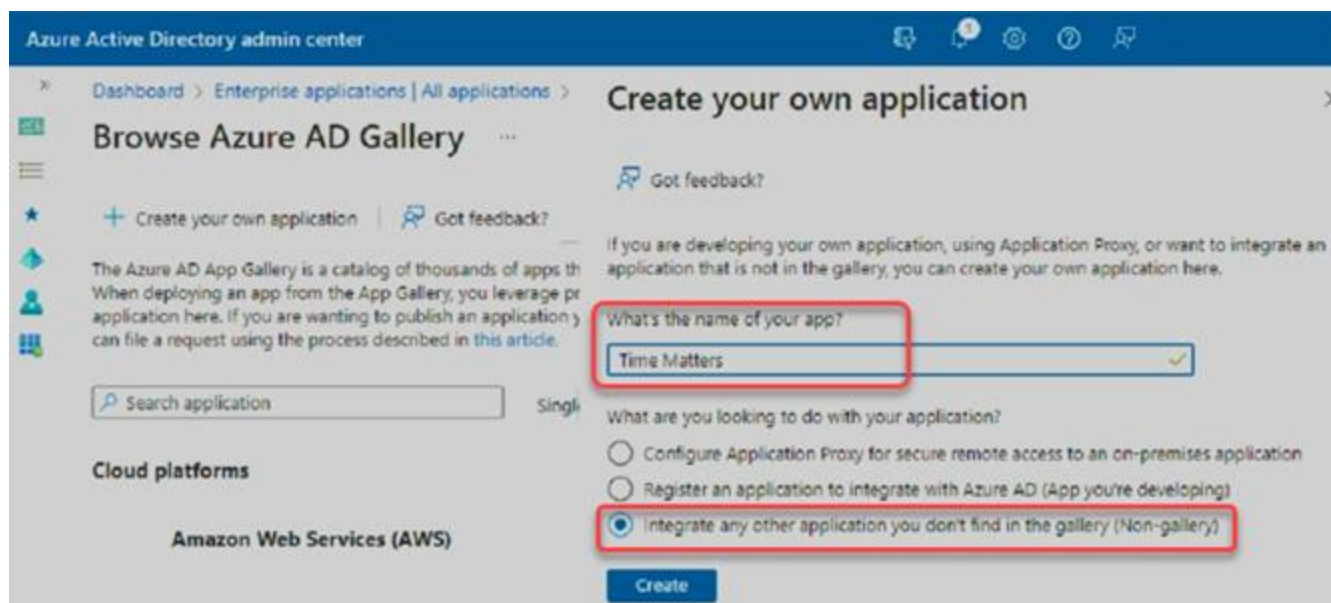 Azure Active Directory admin center
Dashboard > Enterprise applications | All applications >
Browse Azure AD Gallery ...
Create your own application
Got feedback?
The Azure AD App Gallery is a catalog of thousands of apps th
When deploying an app from the App Gallery, you leverage pr
application here. If you are wanting to publish an application y
can file a request using the process described in this article.
Search application
Singl
Cloud platforms
Amazon Web Services (AWS)
Create your own application
Got feedback?
If you are developing your own application, using Application Proxy, or want to integrate an
application that is not in the gallery, you can create your own application here.
What's the name of your app?
Time Matters
What are you looking to do with your application?
Configure Application Proxy for secure remote access to an on-premises application
Register an application to integrate with Azure AD (App you're developing)
Integrate any other application you don't find in the gallery (Non-gallery)
Create